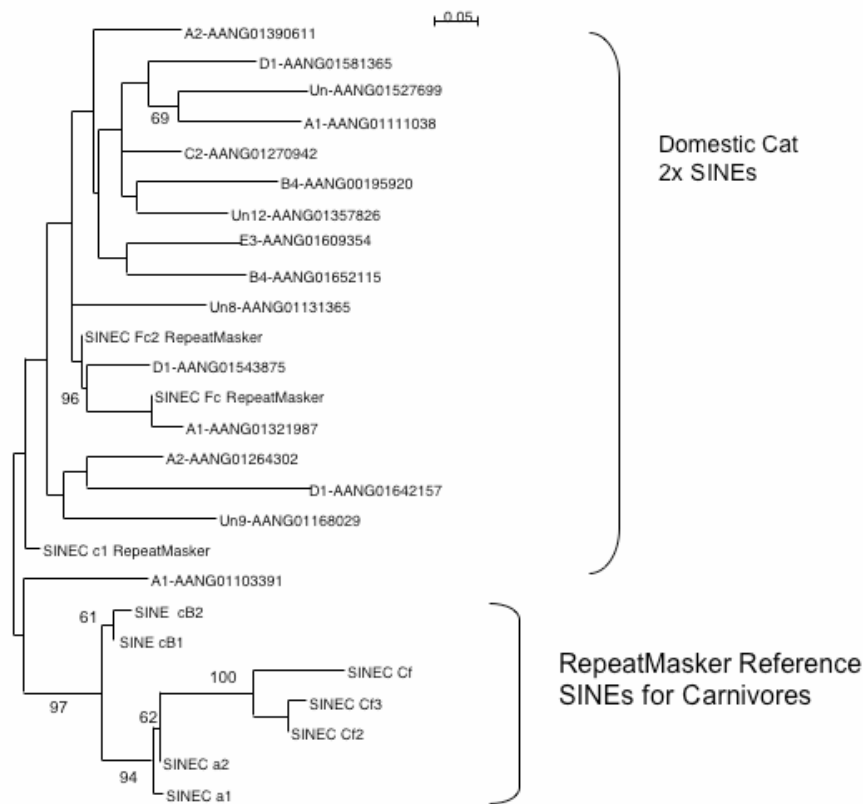 0.05
A2-AANG01390611
D1-AANG01581365
Un-AANG01527699
69
A1-AANG01111038
C2-AANG01270942
B4-AANG00195920
Un12-AANG01357826
E3-AANG01609354
B4-AANG01652115
Un8-AANG01131365
SINEC Fc2 RepeatMasker
D1-AANG01543875
96
SINEC Fc RepeatMasker
A1-AANG01321987
A2-AANG01264302
D1-AANG01642157
Un9-AANG01168029
SINEC c1 RepeatMasker
A1-AANG01103391
61
SINE cB2
SINE cB1
100
SINEC Cf
97
SINEC Cf3
62
SINEC Cf2
94
SINEC a2
SINEC a1
Domestic Cat
2x SINEs
RepeatMasker Reference
SINEs for Carnivores